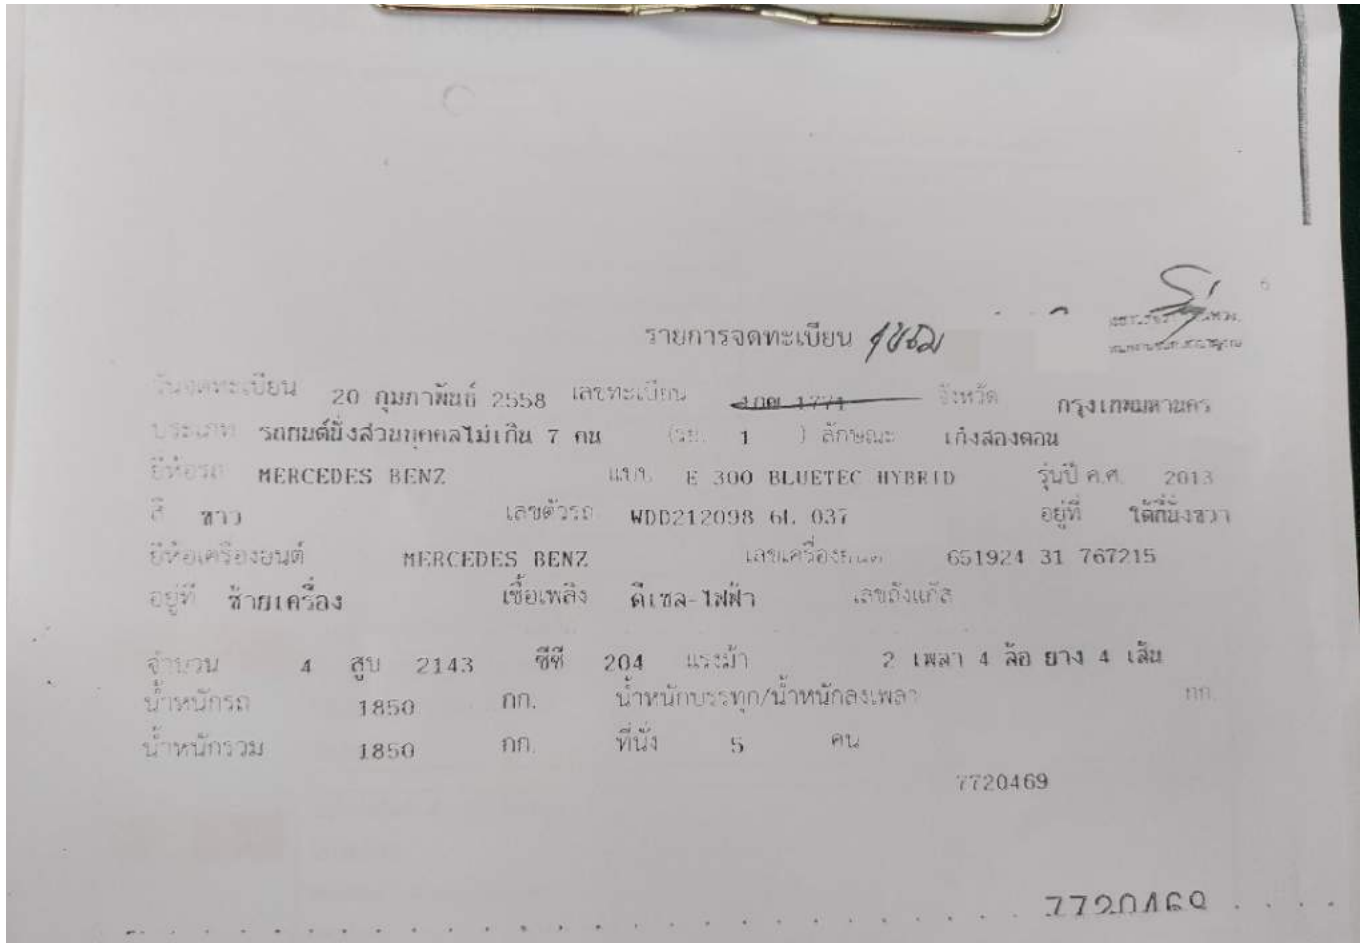 รายการจดทะเบียน
วันจดทะเบียน 20 กุมภาพันธ์ 2558 เลขทะเบียน จังหวัด กรุงเทพมหานคร
ประเภท รถยนต์นั่งส่วนบุคคลไม่เกิน 7 คน (รย. 1 ) ลักษณะ เก๋งสองตอน
ยี่ห้อรถ MERCEDES BENZ แบบ E 300 BLUETEC HYBRID รุ่นปี ค.ศ. 2013
สี ขาว เลขตัวรถ WDD212098 6L 037 อยู่ที่ ใต้ที่นั่งขวา
ยี่ห้อเครื่องยนต์ MERCEDES BENZ เลขเครื่องยนต์ 651924 31 767215
อยู่ที่ ซ้ายเครื่อง เชื้อเพลิง ดีเซล-ไฟฟ้า เลขถังแก๊ส
จำนวน 4 สูบ 2143 ซีซี 204 แรงม้า 2 เพลา 4 ล้อ ยาง 4 เส้น
น้ำหนักรถ 1850 กก. น้ำหนักบรรทุก/น้ำหนักลงเพลา กก.
น้ำหนักรวม 1850 กก. ที่นั่ง 5 คน
7720469
7720469